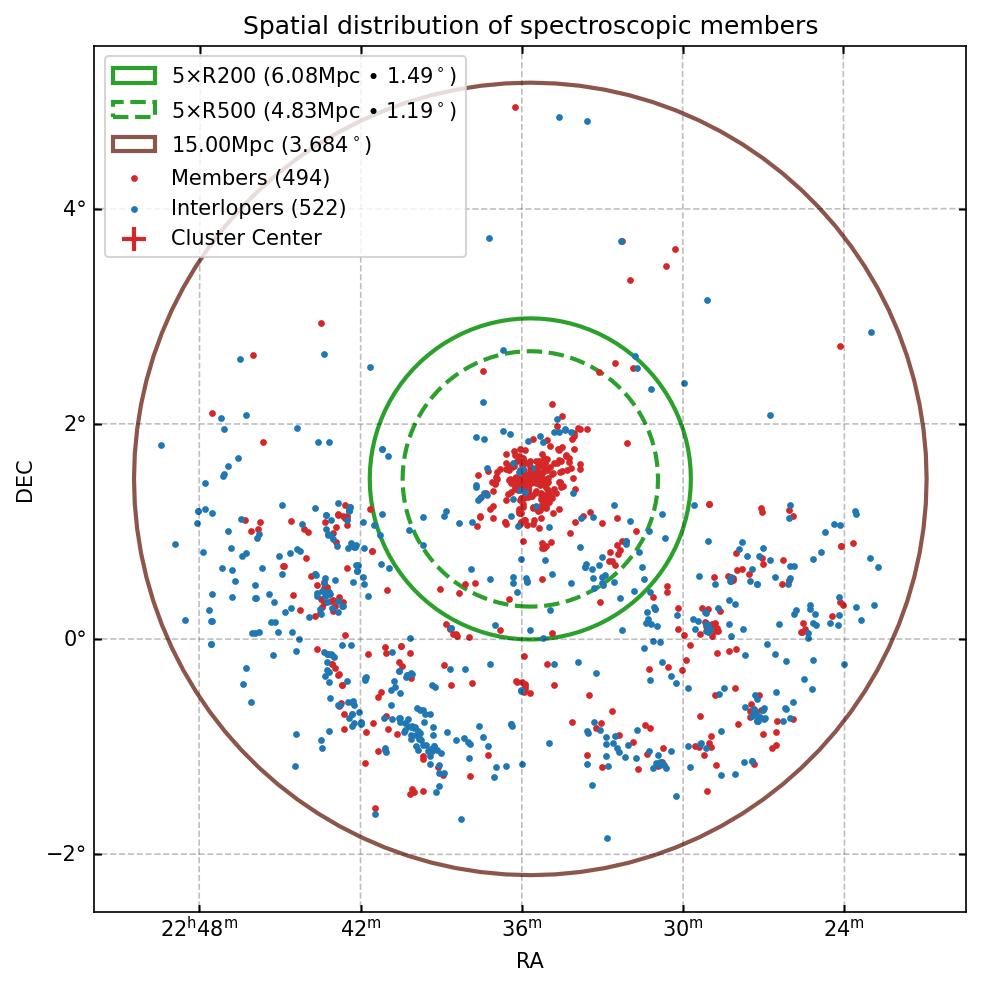 Spatial distribution of spectroscopic members
5×R200 (6.08Mpc • 1.49°)
5×R500 (4.83Mpc • 1.19°)
15.00Mpc (3.684°)
Members (494)
Interlopers (522)
Cluster Center
DEC
4°
2°
0°
−2°
22ʰ48ᵐ 42ᵐ 36ᵐ 30ᵐ 24ᵐ
RA